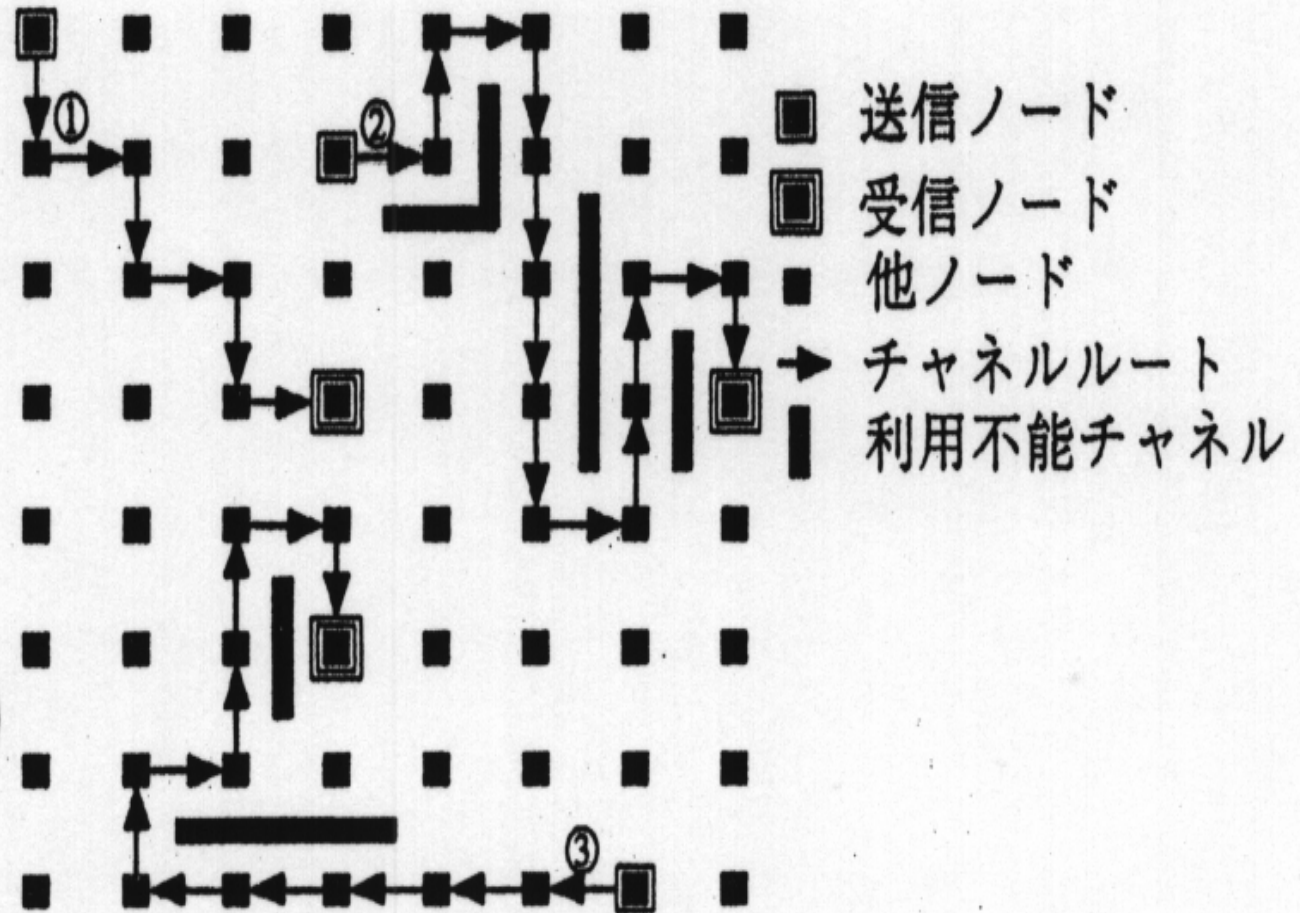 ①
②
送信ノード
受信ノード
他ノード
チャネルルート
利用不能チャネル
③